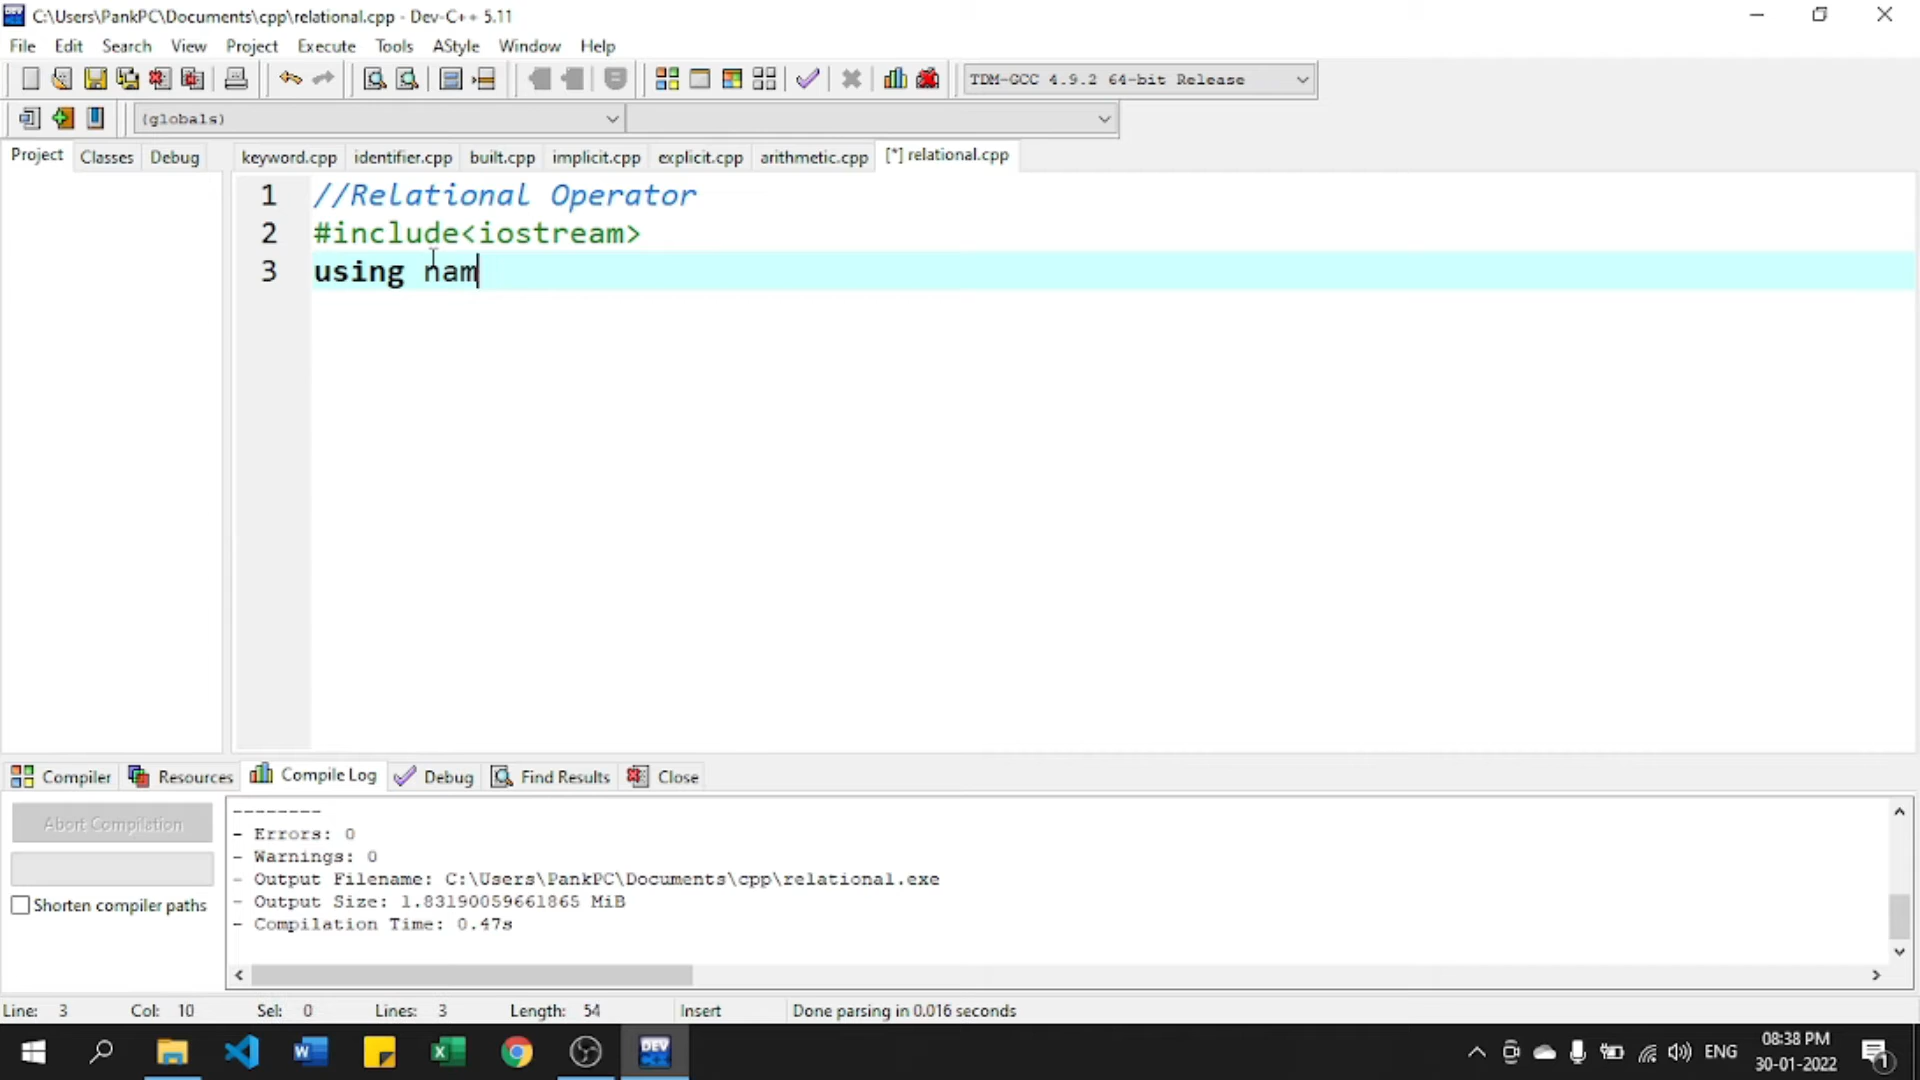 C:\Users\PankPC\Documents\cpp\relational.cpp - Dev-C++ 5.11
File Edit Search View Project Execute Tools AStyle Window Help
TDM-GCC 4.9.2 64-bit Release
(globals)
Project Classes Debug keyword.cpp identifier.cpp built.cpp implicit.cpp explicit.cpp arithmetic.cpp [*] relational.cpp
1 //Relational Operator
2 #include<iostream>
3 using nam
Compiler Resources Compile Log Debug Find Results Close
Abort Compilation
Shorten compiler paths
--------
- Errors: 0
- Warnings: 0
- Output Filename: C:\Users\PankPC\Documents\cpp\relational.exe
- Output Size: 1.83190059661865 MiB
- Compilation Time: 0.47s
Line: 3 Col: 10 Sel: 0 Lines: 3 Length: 54 Insert Done parsing in 0.016 seconds
DEV
ENG
08:38 PM
30-01-2022
1